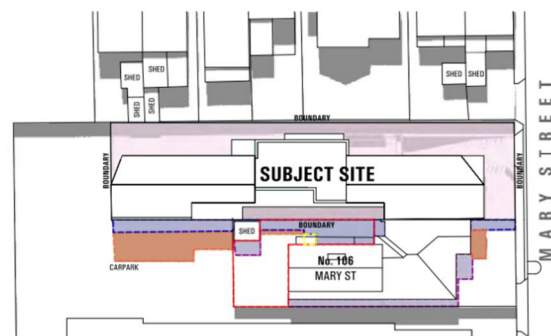 SHED
SHED
SHED
SHED
SHED
SHED
BOUNDARY
BOUNDARY
SUBJECT SITE
BOUNDARY
MARY STREET
BOUNDARY
SHED
CARPARK
No. 106
MARY ST